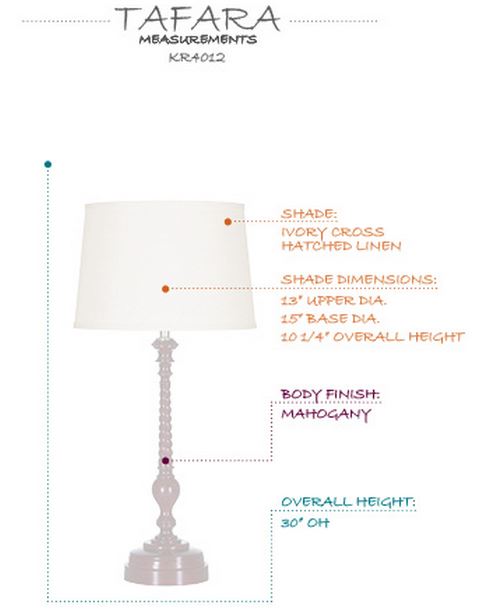 TAFARA
MEASUREMENTS
KR4012
SHADE:
IVORY CROSS
HATCHED LINEN
SHADE DIMENSIONS:
13" UPPER DIA.
15" BASE DIA.
10 1/4" OVERALL HEIGHT
BODY FINISH:
MAHOGANY
OVERALL HEIGHT:
30" OH